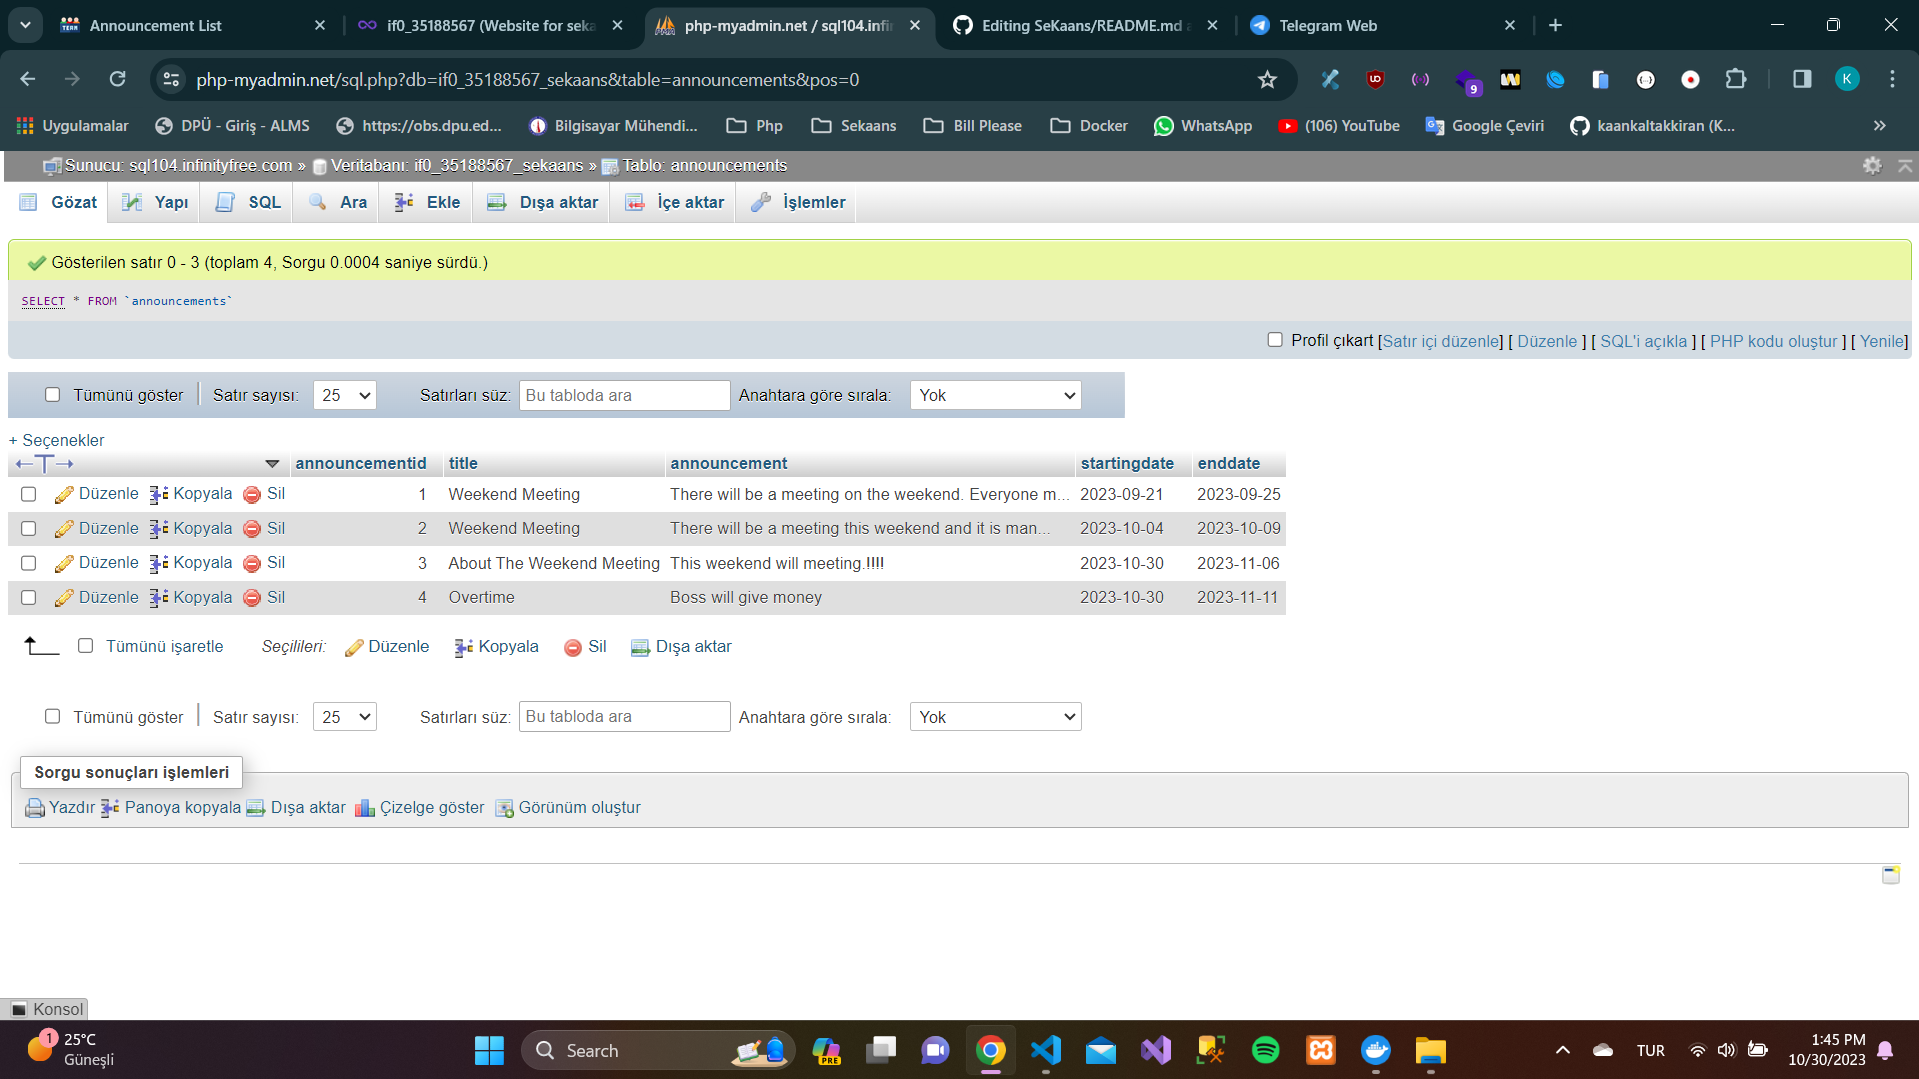 Announcement List
if0_35188567 (Website for seka
php-myadmin.net / sql104.infi
Editing SeKaans/README.md a
Telegram Web
php-myadmin.net/sql.php?db=if0_35188567_sekaans&table=announcements&pos=0
9
K
Uygulamalar
DPÜ - Giriş - ALMS
https://obs.dpu.ed...
Bilgisayar Mühendi...
Php
Sekaans
Bill Please
Docker
WhatsApp
(106) YouTube
Google Çeviri
kaankaltakkiran (K...
»
Sunucu: sql104.infinityfree.com » Veritabanı: if0_35188567_sekaans » Tablo: announcements
Gözat
Yapı
SQL
Ara
Ekle
Dışa aktar
İçe aktar
İşlemler
Gösterilen satır 0 - 3 (toplam 4, Sorgu 0.0004 saniye sürdü.)
SELECT * FROM `announcements`
Profil çıkart [Satır içi düzenle] [ Düzenle ] [ SQL'i açıkla ] [ PHP kodu oluştur ] [ Yenile]
Tümünü göster | Satır sayısı: 25 Satırları süz: Bu tabloda ara Anahtara göre sırala: Yok
+ Seçenekler
←T→ announcementid title announcement startingdate enddate
Düzenle Kopyala Sil 1 Weekend Meeting There will be a meeting on the weekend. Everyone m... 2023-09-21 2023-09-25
Düzenle Kopyala Sil 2 Weekend Meeting There will be a meeting this weekend and it is man... 2023-10-04 2023-10-09
Düzenle Kopyala Sil 3 About The Weekend Meeting This weekend will meeting.!!!! 2023-10-30 2023-11-06
Düzenle Kopyala Sil 4 Overtime Boss will give money 2023-10-30 2023-11-11
Tümünü işaretle Seçilileri: Düzenle Kopyala Sil Dışa aktar
Tümünü göster | Satır sayısı: 25 Satırları süz: Bu tabloda ara Anahtara göre sırala: Yok
Sorgu sonuçları işlemleri
Yazdır Panoya kopyala Dışa aktar Çizelge göster Görünüm oluştur
Konsol
1
25°C
Güneşli
Search
PRE
TUR
1:45 PM
10/30/2023